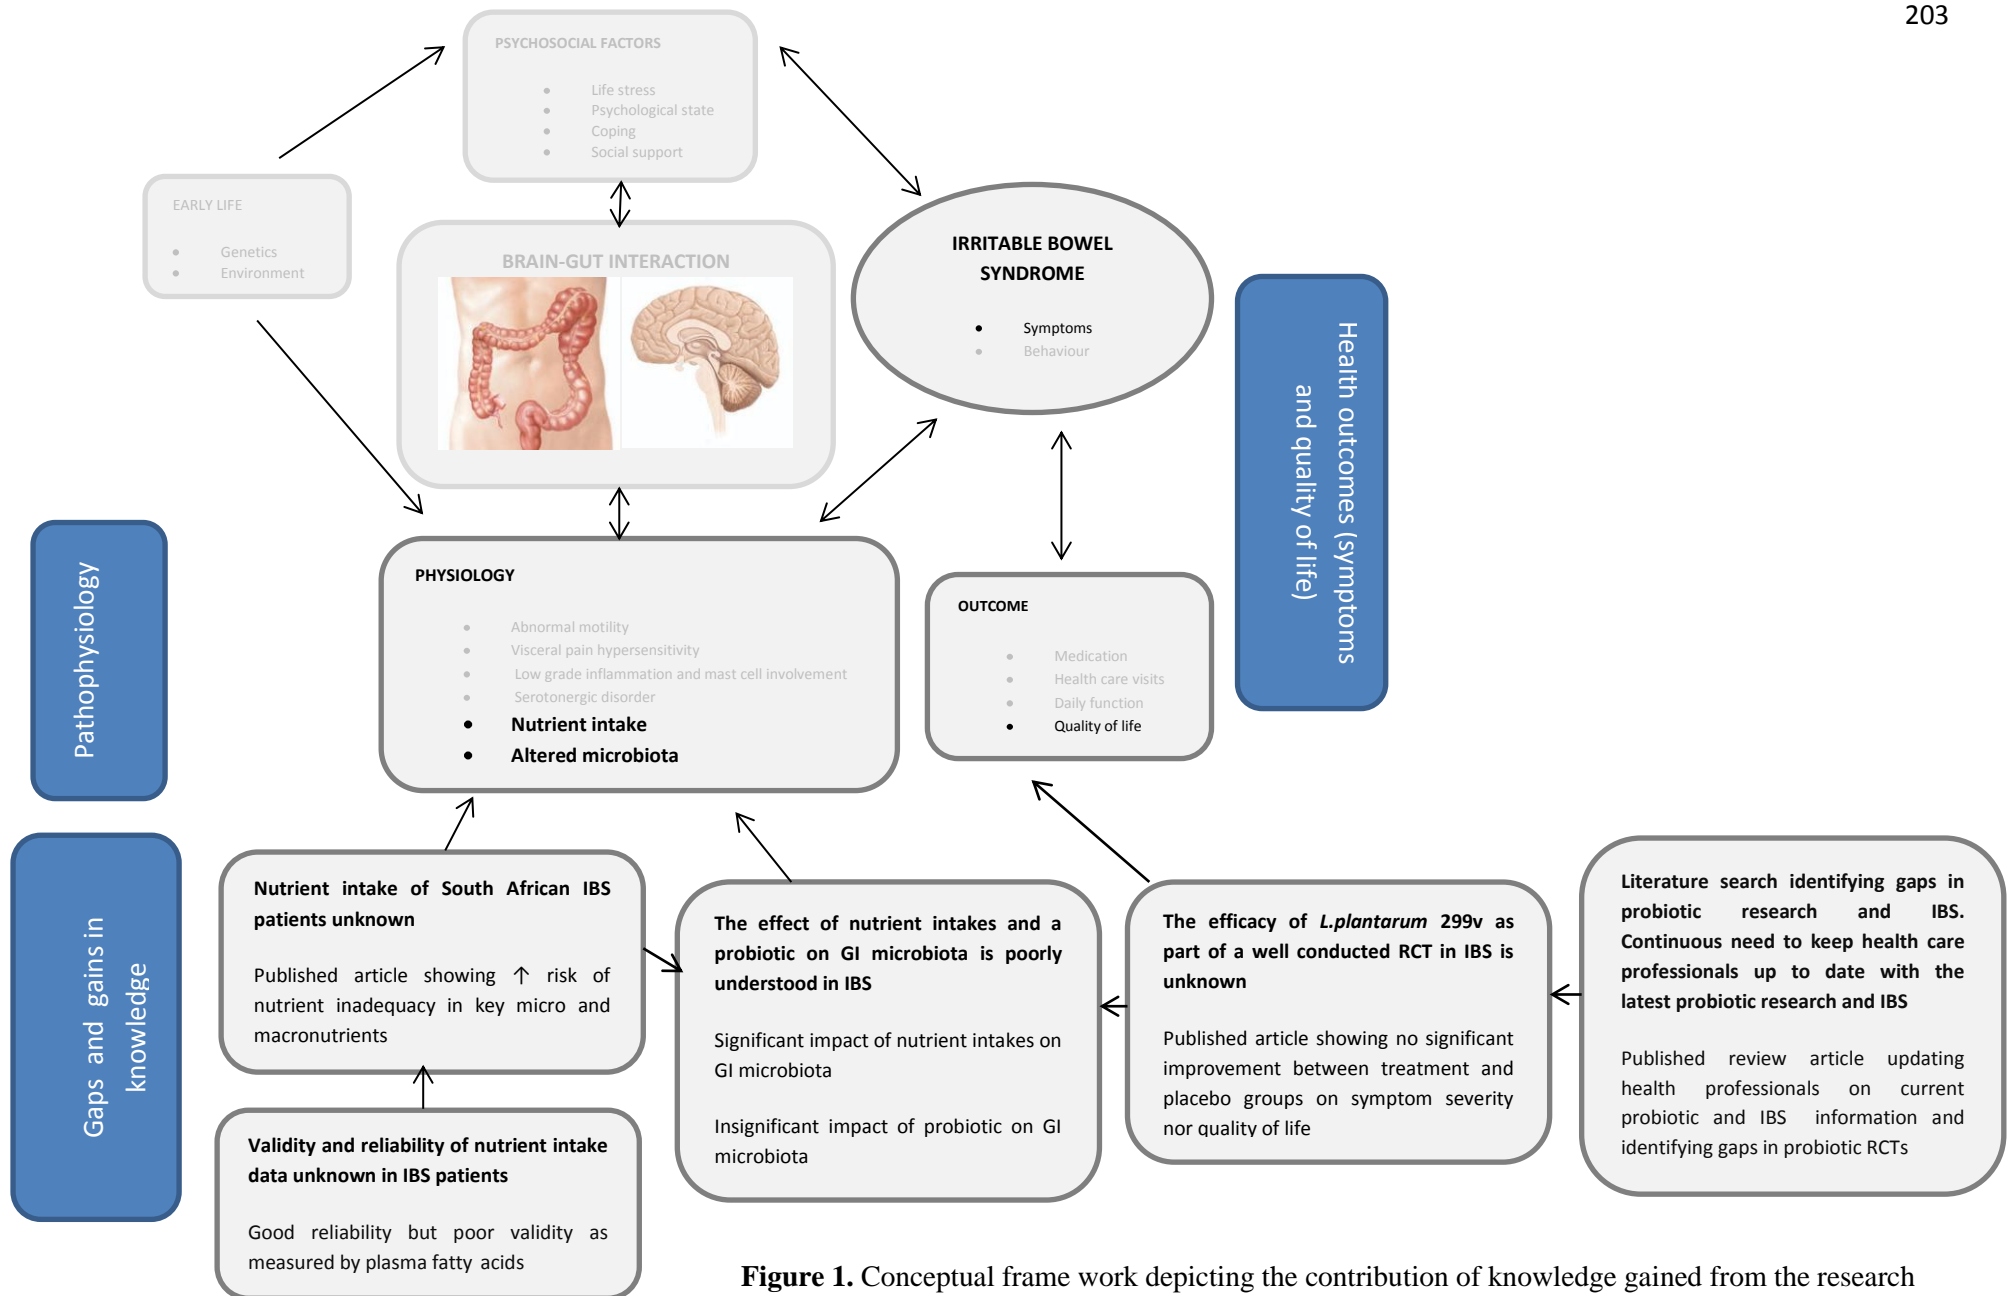 203
PSYCHOSOCIAL FACTORS
• Life stress
• Psychological state
• Coping
• Social support
EARLY LIFE
• Genetics
• Environment
BRAIN-GUT INTERACTION
IRRITABLE BOWEL
SYNDROME
• Symptoms
• Behaviour
Health outcomes (symptoms
and quality of life)
Pathophysiology
PHYSIOLOGY
• Abnormal motility
• Visceral pain hypersensitivity
• Low grade inflammation and mast cell involvement
• Serotonergic disorder
• Nutrient intake
• Altered microbiota
OUTCOME
• Medication
• Health care visits
• Daily function
• Quality of life
Gaps and gains in
knowledge
Nutrient intake of South African IBS
patients unknown
Published article showing ↑ risk of
nutrient inadequacy in key micro and
macronutrients
Validity and reliability of nutrient intake
data unknown in IBS patients
Good reliability but poor validity as
measured by plasma fatty acids
The effect of nutrient intakes and a
probiotic on GI microbiota is poorly
understood in IBS
Significant impact of nutrient intakes on
GI microbiota
Insignificant impact of probiotic on GI
microbiota
The efficacy of L.plantarum 299v as
part of a well conducted RCT in IBS is
unknown
Published article showing no significant
improvement between treatment and
placebo groups on symptom severity
nor quality of life
Literature search identifying gaps in
probiotic research and IBS.
Continuous need to keep health care
professionals up to date with the
latest probiotic research and IBS
Published review article updating
health professionals on current
probiotic and IBS information and
identifying gaps in probiotic RCTs
Figure 1. Conceptual frame work depicting the contribution of knowledge gained from the research